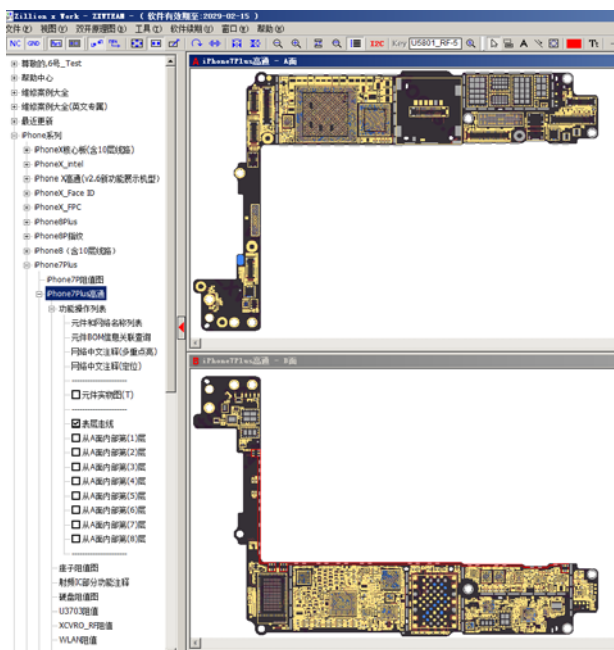 Zillion x Work - ZXWTEAM - ( 软件有效期至:2029-02-15 )
文件(F) 视图(V) 双开原理图(D) 工具(T) 软件续期(V) 窗口(W) 帮助(H)
NC GND I2C Key U5801_RF-5 A Tt
尊敬的,6号_Test
帮助中心
维修案例大全
维修案例大全(英文专属)
最近更新
iPhone系列
iPhoneX核心板(含10层线路)
iPhoneX_intel
iPhone X高通(v2.6新功能展示机型)
iPhoneX_Face ID
iPhoneX_FPC
iPhone8Plus
iPhone8P指纹
iPhone8（含10层线路）
iPhone7Plus
iPhone7P阻值图
iPhone7Plus高通
功能操作列表
元件和网络名称列表
元件BOM信息关联查询
网络中文注释(多重点高)
网络中文注释(定位)
元件实物图(T)
表层走线
从A面内部第(1)层
从A面内部第(2)层
从A面内部第(3)层
从A面内部第(4)层
从A面内部第(5)层
从A面内部第(6)层
从A面内部第(7)层
从A面内部第(8)层
座子阻值图
射频IC部分功能注释
硬盘阻值图
U3703阻值
XCVRO_RF阻值
WLAN阻值
A iPhone7Plus高通 - A面
B iPhone7Plus高通 - B面